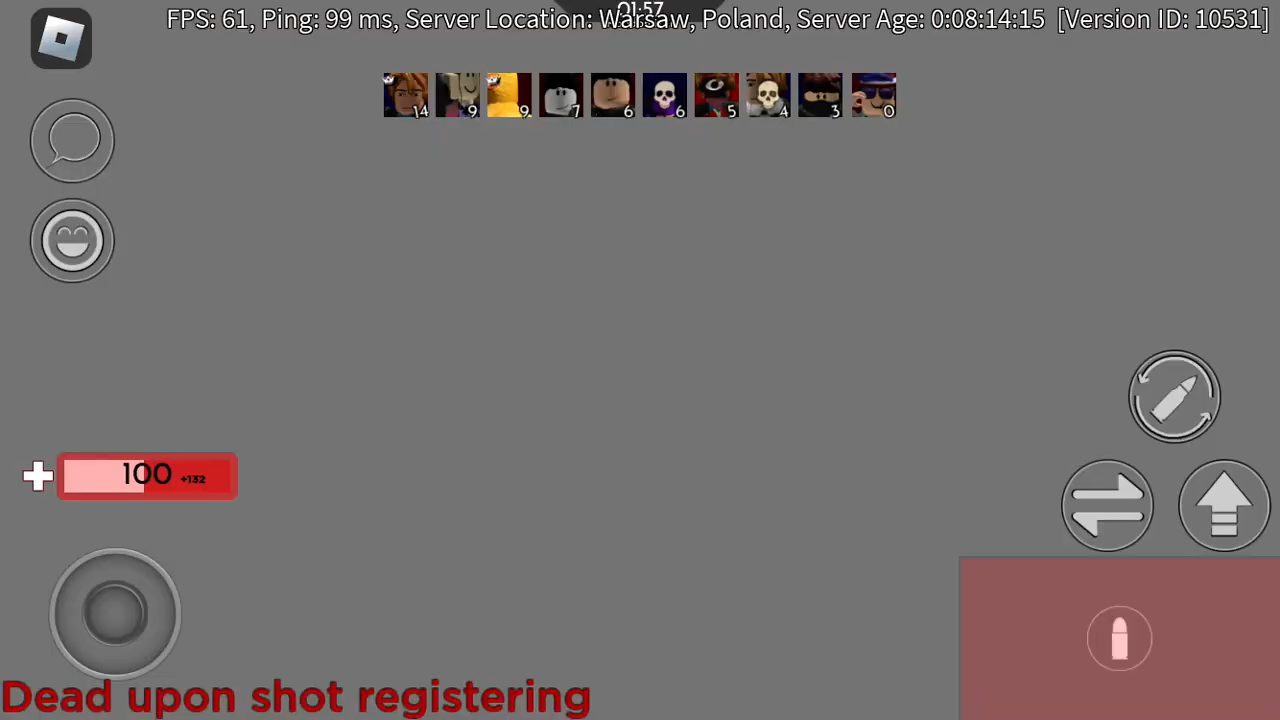 01:57
FPS: 61, Ping: 99 ms, Server Location: Warsaw, Poland, Server Age: 0:08:14:15 [Version ID: 10531]
14 9 9 7 6 6 5 4 3 0
100 +132
Dead upon shot registering